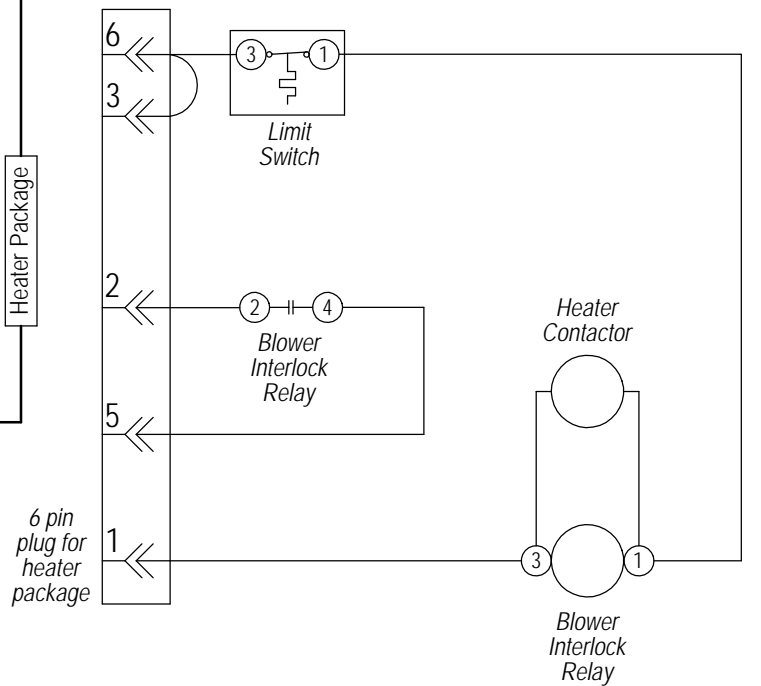 6
3
1
3
Limit
Switch
Heater Package
2
2
4
Blower
Interlock
Relay
Heater
Contactor
5
6 pin
plug for
heater
package
1
3
1
Blower
Interlock
Relay